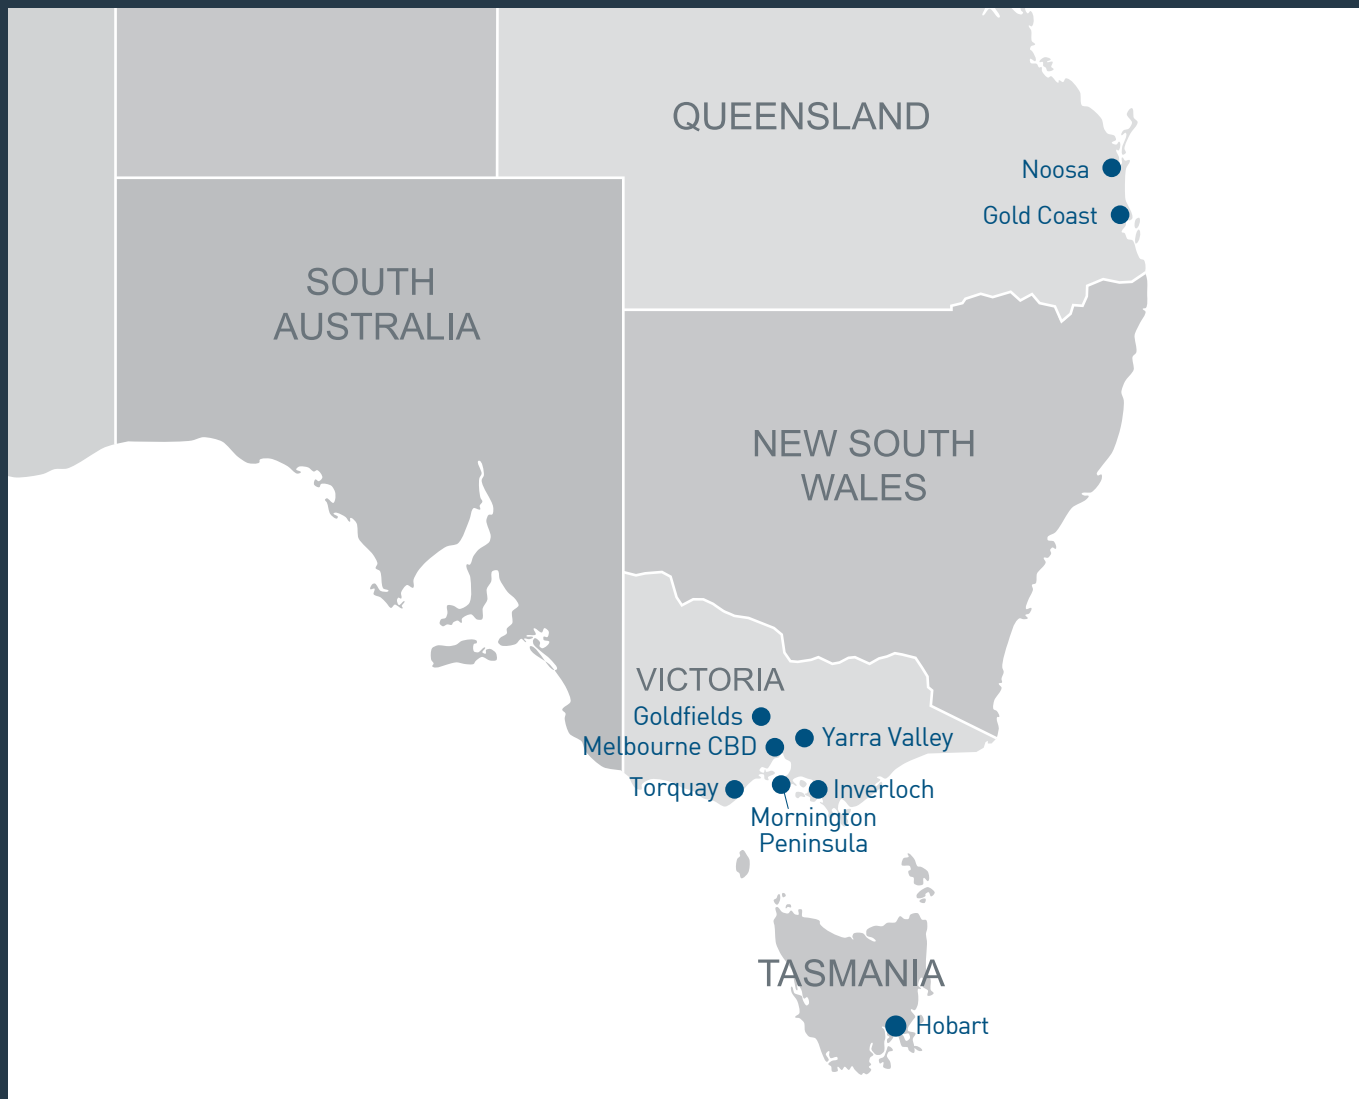 QUEENSLAND
Noosa
Gold Coast
SOUTH
AUSTRALIA
NEW SOUTH
WALES
VICTORIA
Goldfields
Yarra Valley
Melbourne CBD
Torquay
Inverloch
Mornington
Peninsula
TASMANIA
Hobart